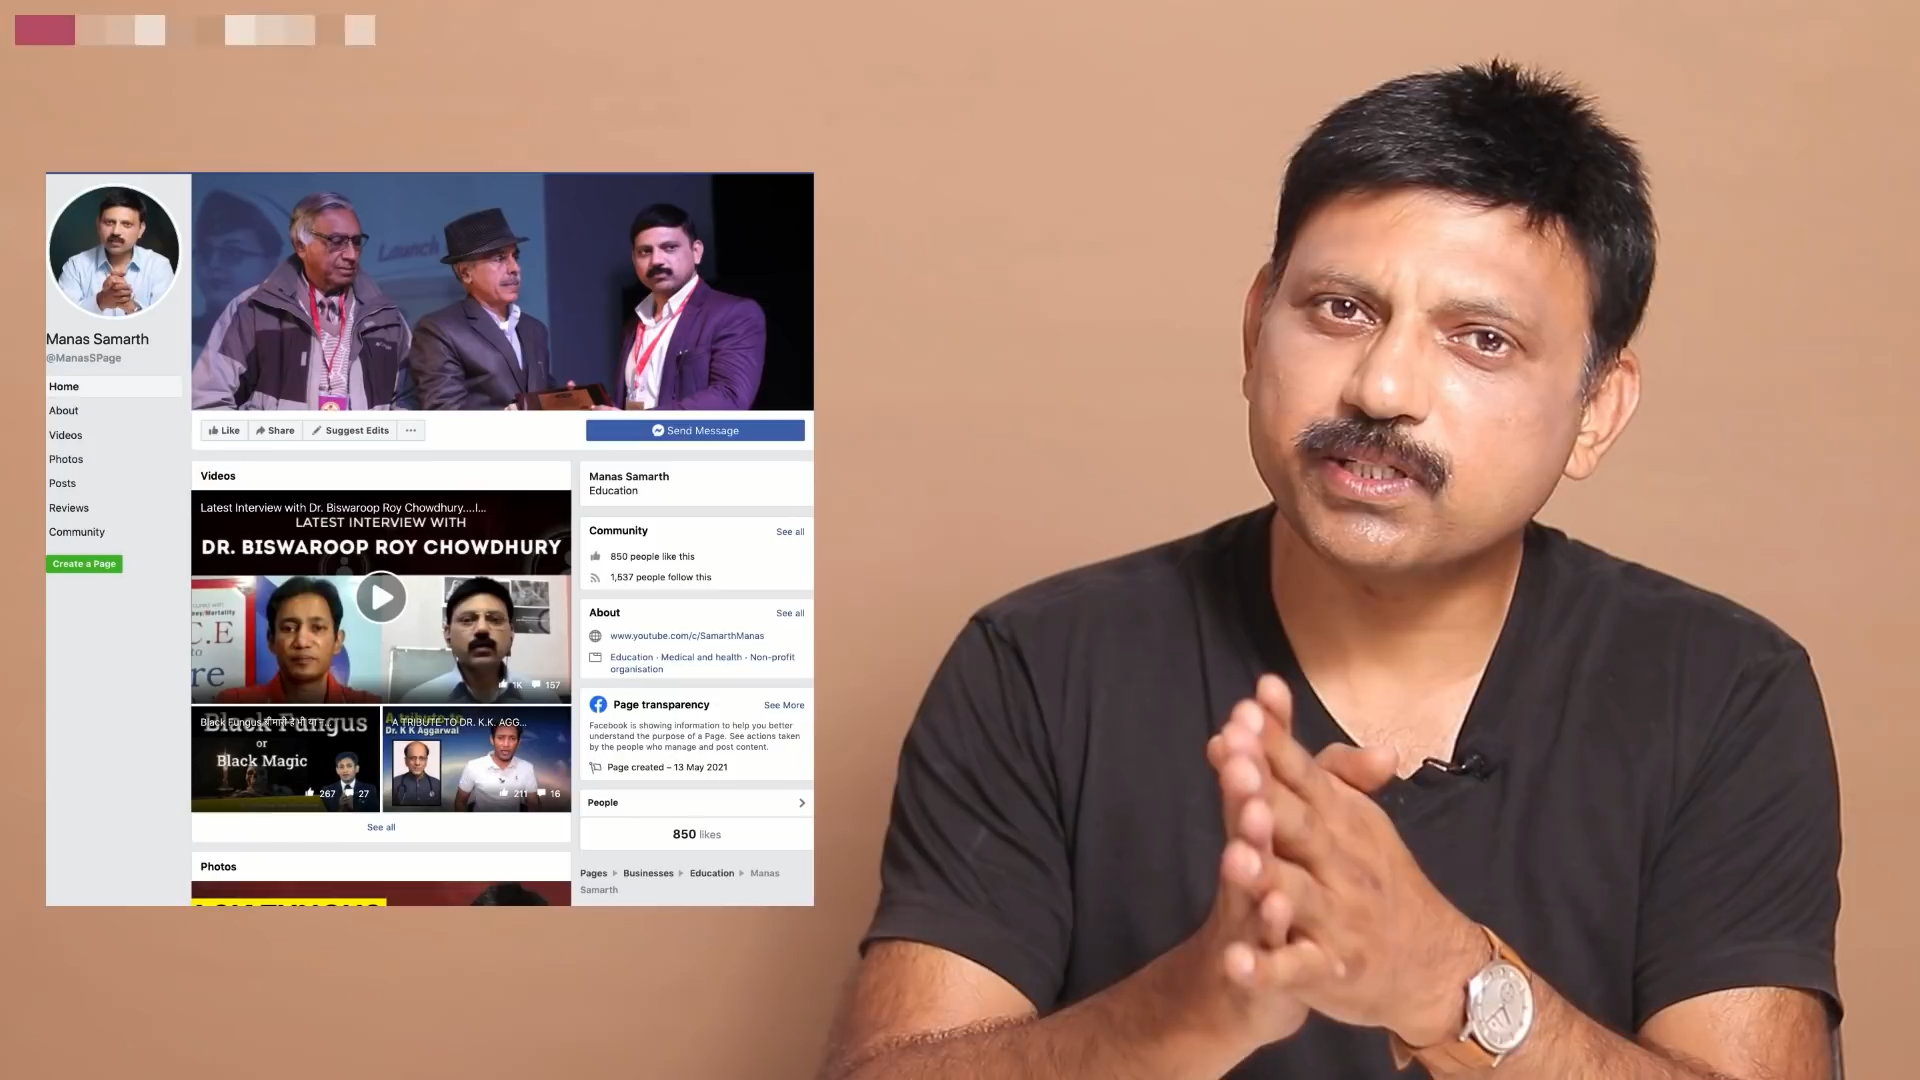 Launch
Manas Samarth
@ManasSPage
Home
About
Videos
Photos
Posts
Reviews
Community
Create a Page
Like
Share
Suggest Edits
Send Message
Videos
Latest Interview with Dr. Biswaroop Roy Chowdhury....I...
LATEST INTERVIEW WITH
DR. BISWAROOP ROY CHOWDHURY
1K
157
Black Fungus
Black Fungus
or
Black Magic
267
27
A TRIBUTE TO DR. K.K. AGG...
A tribute to
Dr. K K Aggarwal
211
16
See all
Photos
Manas Samarth
Education
Community
See all
850 people like this
1,537 people follow this
About
See all
www.youtube.com/c/SamarthManas
Education · Medical and health · Non-profit
organisation
Page transparency
See More
Facebook is showing information to help you better
understand the purpose of a Page. See actions taken
by the people who manage and post content.
Page created – 13 May 2021
People
850 likes
Pages
Businesses
Education
Manas
Samarth